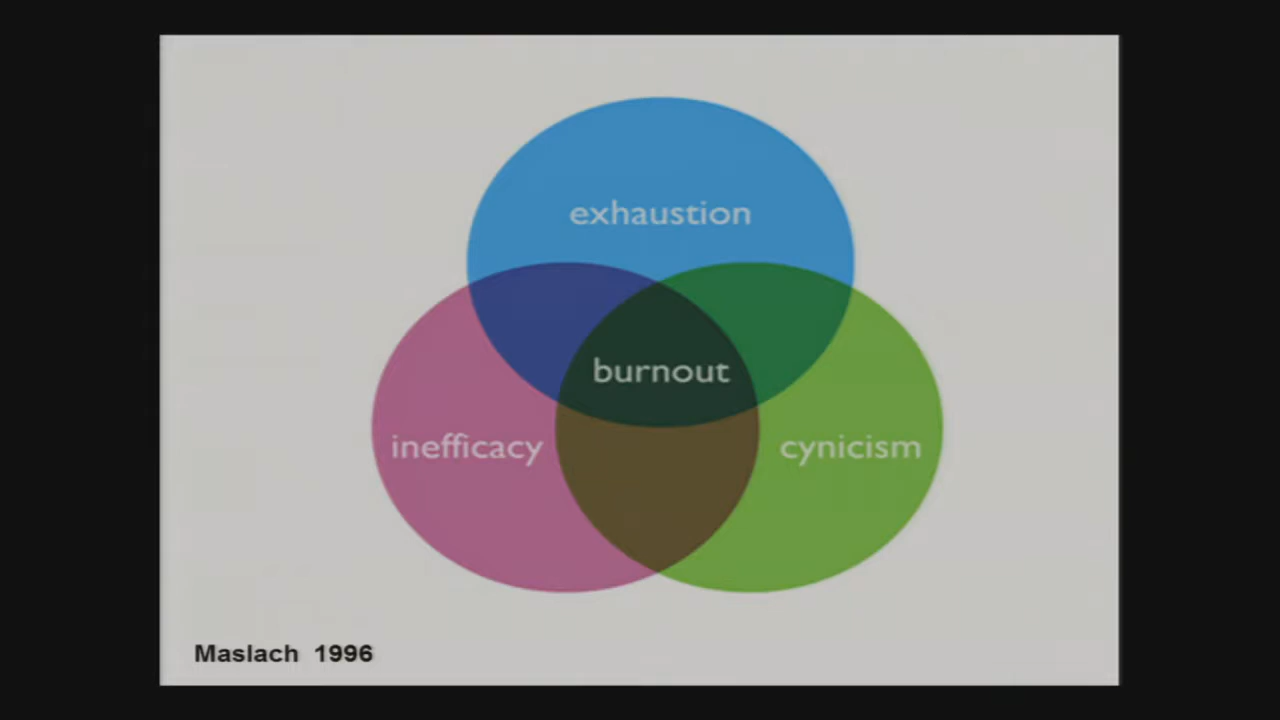 exhaustion
burnout
inefficacy
cynicism
Maslach 1996